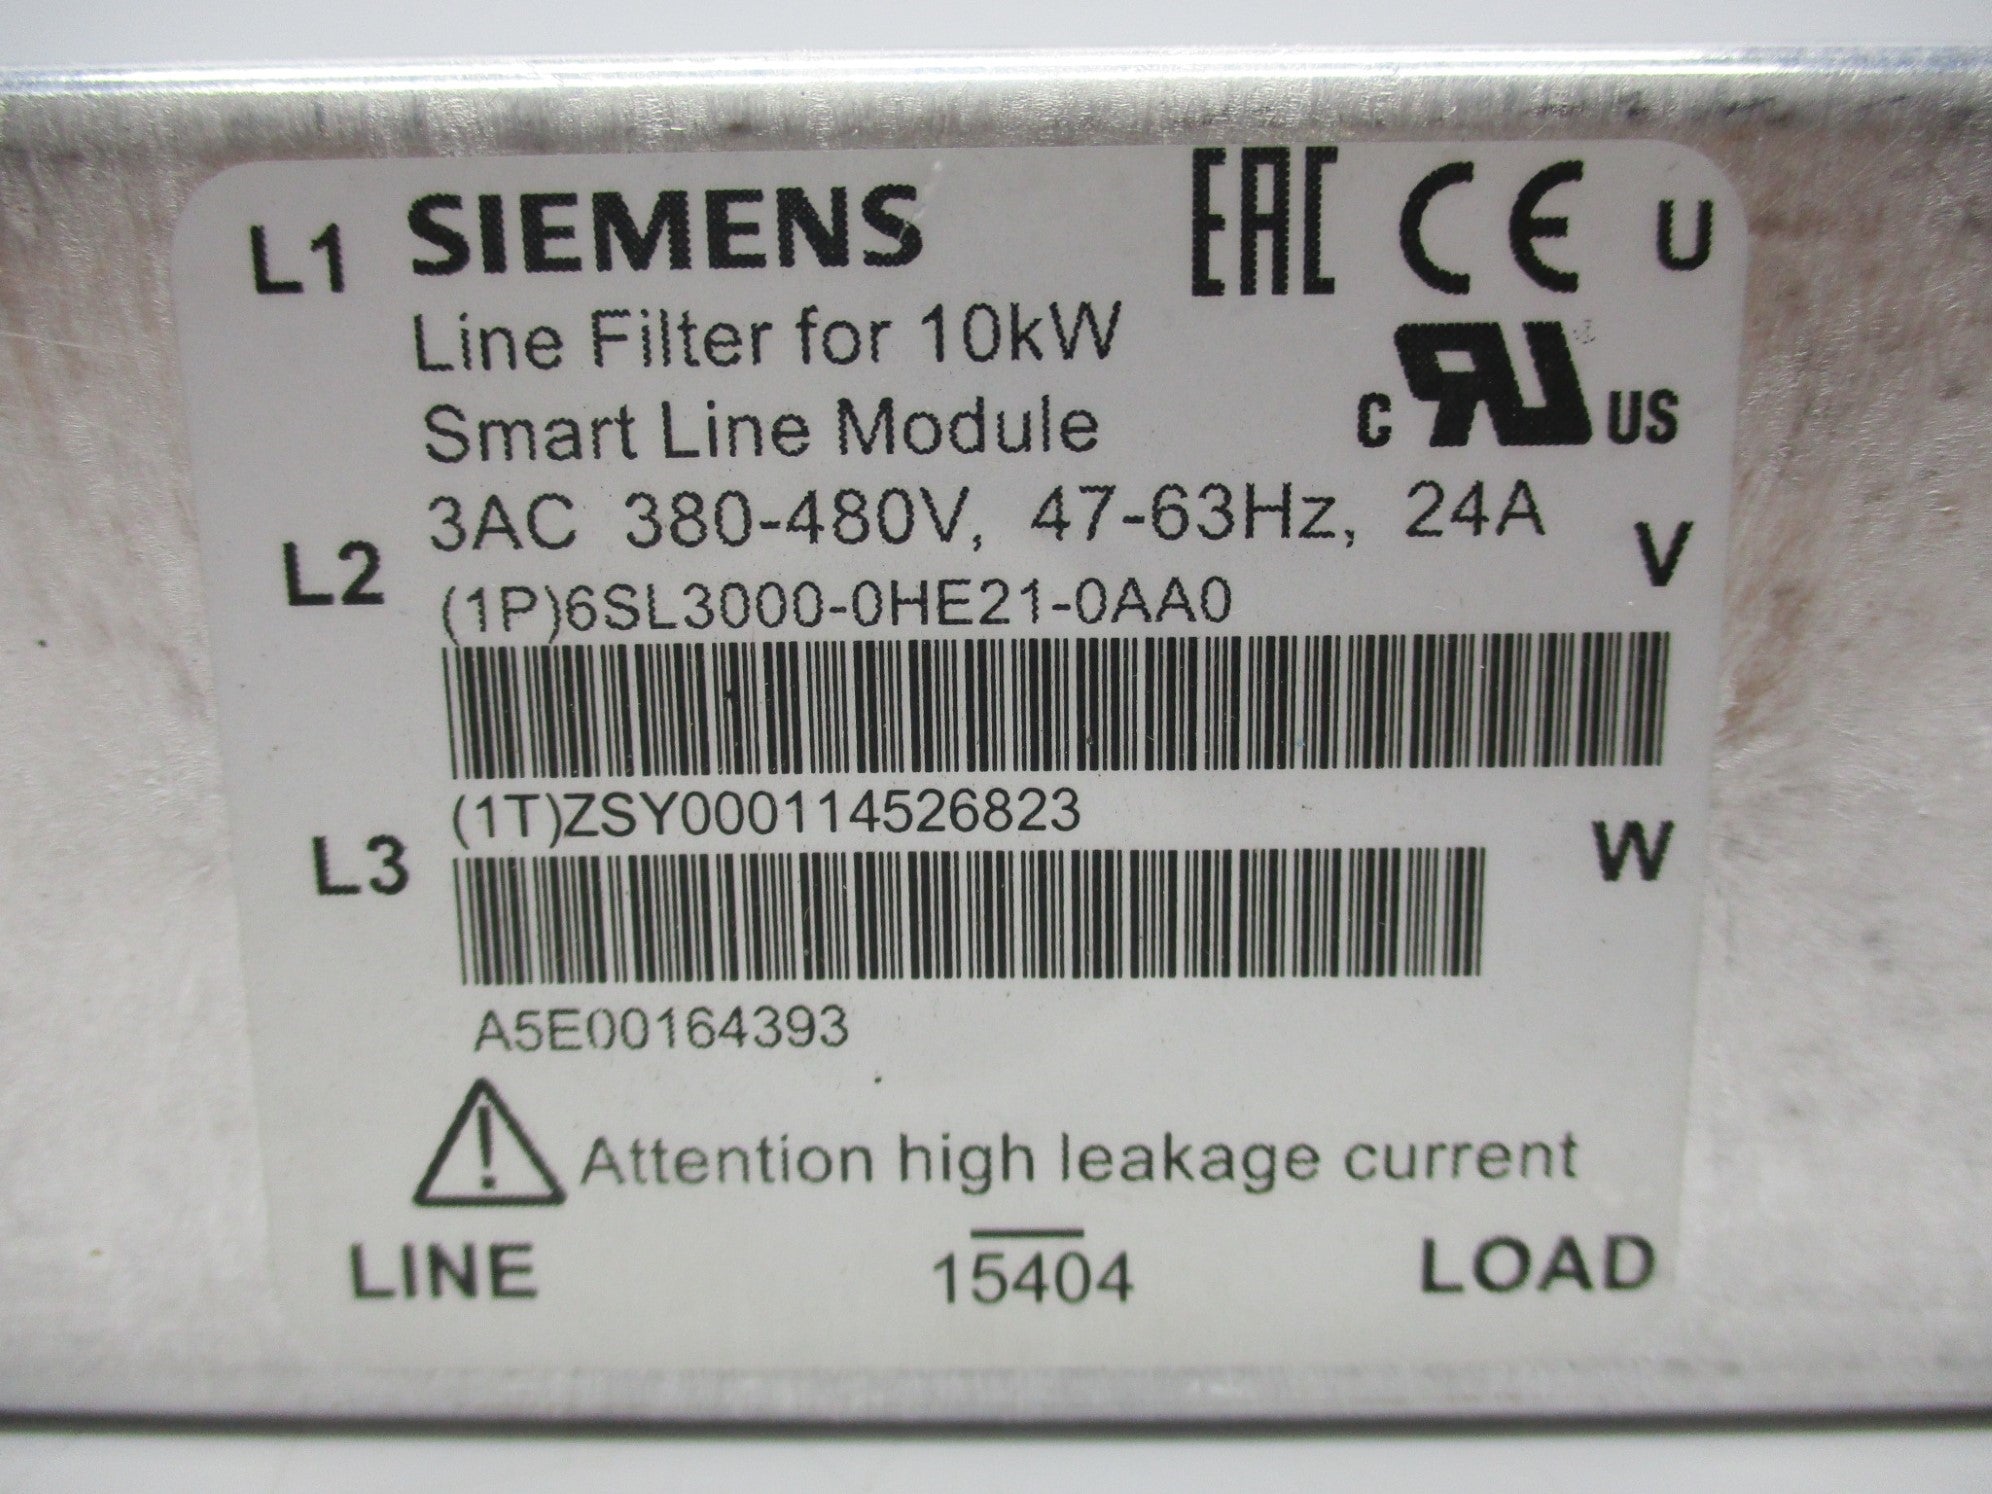 L1 SIEMENS EAC CE U
Line Filter for 10kW
Smart Line Module C RU US
3AC 380-480V, 47-63Hz, 24A
L2 V
(1P)6SL3000-0HE21-0AA0
(1T)ZSY000114526823
L3 W
A5E00164393
Attention high leakage current
LINE 15404 LOAD